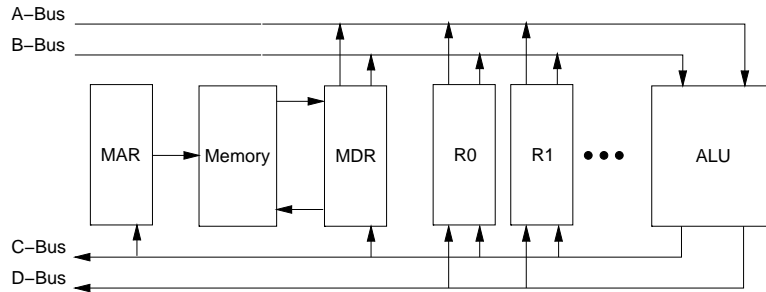 A–Bus
B–Bus
MAR
Memory
MDR
R0
R1
ALU
C–Bus
D–Bus